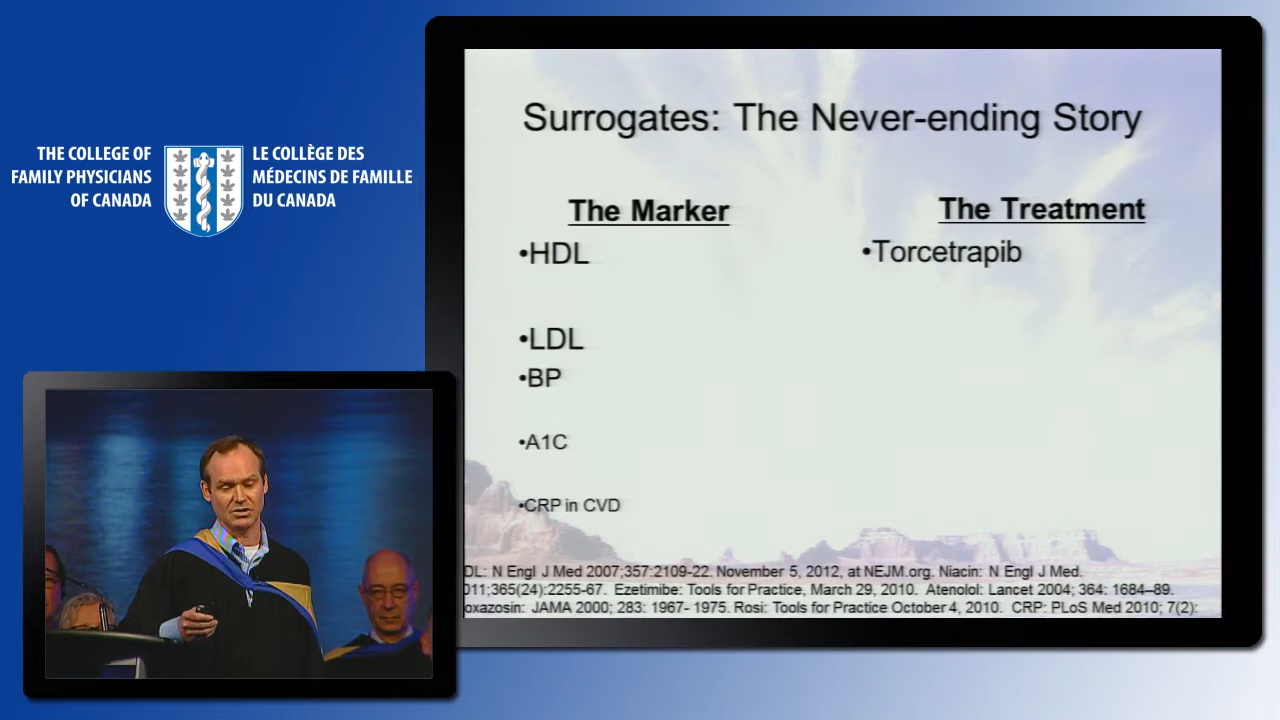 THE COLLEGE OF
FAMILY PHYSICIANS
OF CANADA
LE COLLÈGE DES
MÉDECINS DE FAMILLE
DU CANADA
Surrogates: The Never-ending Story
The Marker
•HDL
•LDL
•BP
•A1C
•CRP in CVD
The Treatment
•Torcetrapib
DL: N Engl J Med 2007;357:2109-22. November 5, 2012, at NEJM.org. Niacin: N Engl J Med.
011;365(24):2255-67. Ezetimibe: Tools for Practice, March 29, 2010. Atenolol: Lancet 2004; 364: 1684–89.
oxazosin: JAMA 2000; 283: 1967- 1975. Rosi: Tools for Practice October 4, 2010. CRP: PLoS Med 2010; 7(2):